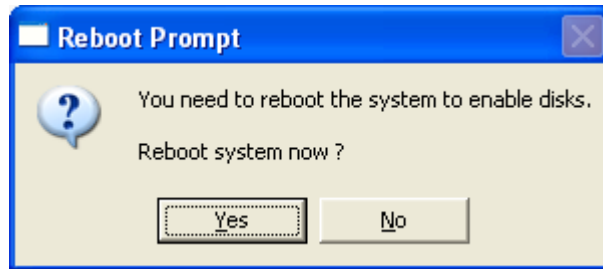 Reboot Prompt
You need to reboot the system to enable disks.
Reboot system now ?
Yes No